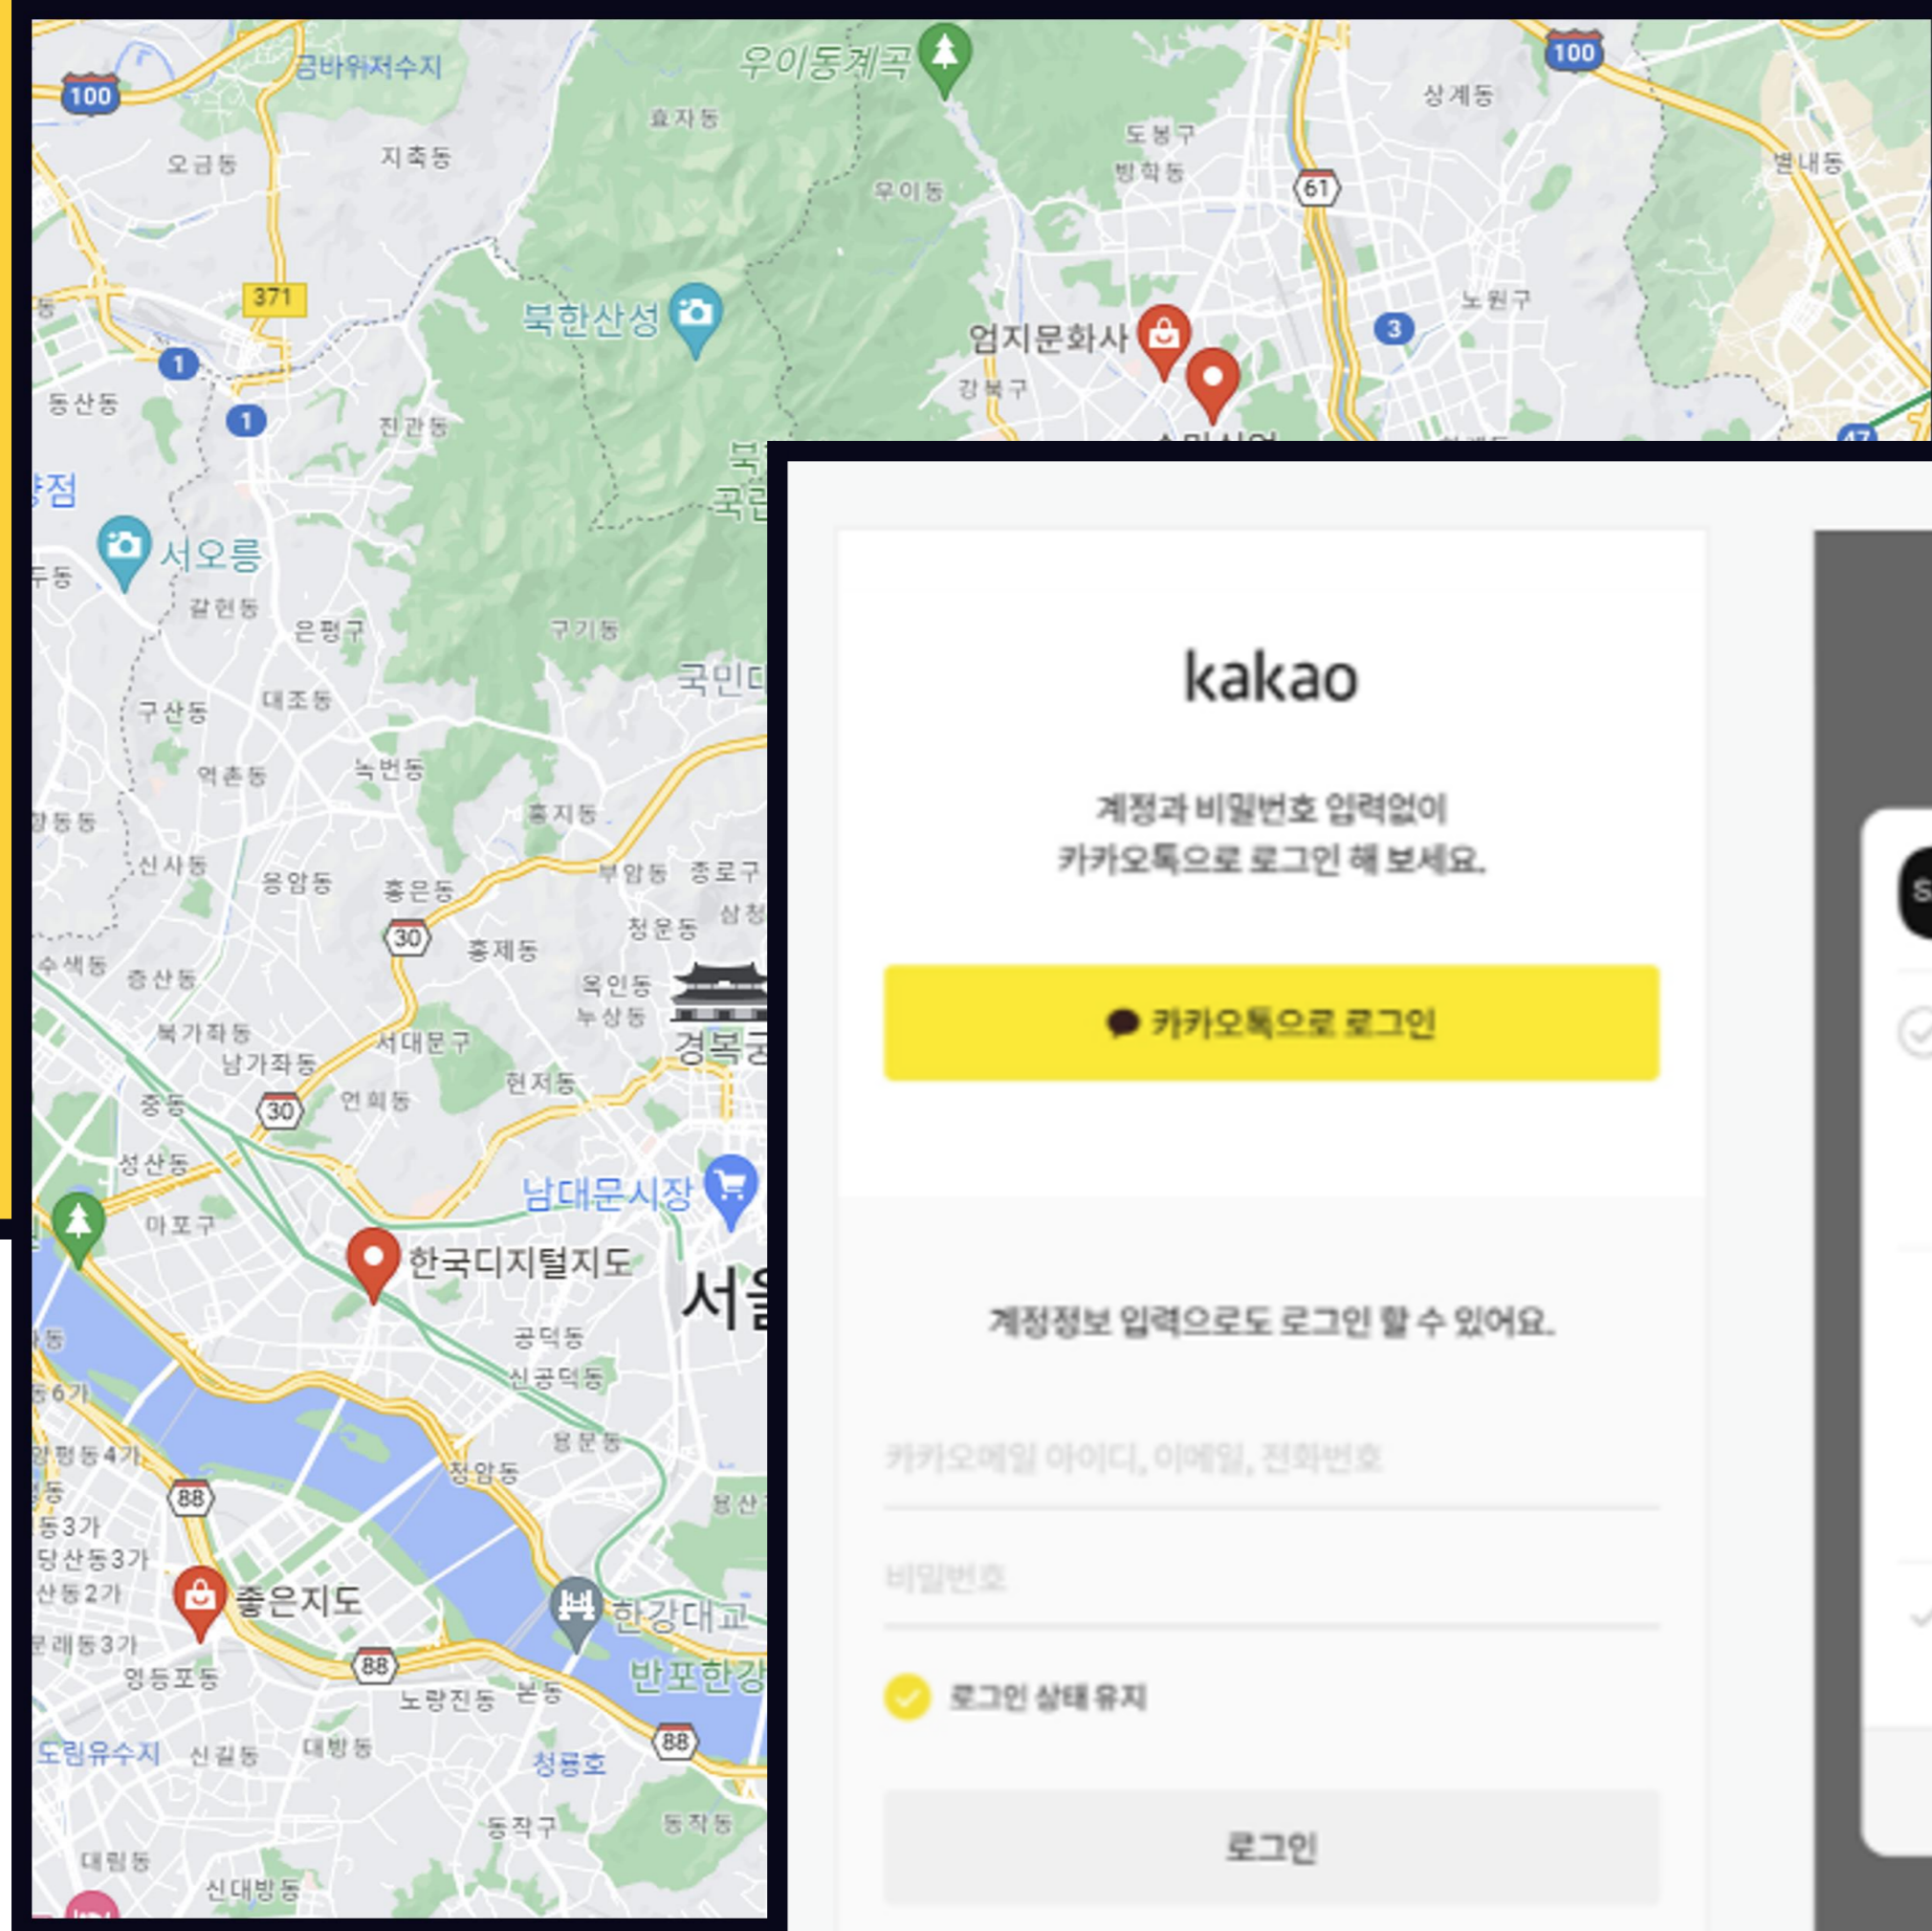 금바위저수지
우이동계곡
100
100
효자동
상계동
오금동
지축동
도봉구
방학동
우이동
61
별내동
371
북한산성
엄지문화사
노원구
3
1
강북구
동산동
1
진관동
47
서오릉
갈현동
은평구
구기동
구산동
대조동
역촌동
녹번동
홍지동
신사동
응암동
홍은동
부암동
종로구
30
청운동
수색동
증산동
홍제동
옥인동
누상동
북가좌동
서대문구
남가좌동
중동
30
연희동
현저동
성산동
남대문시장
마포구
한국디지털지도
공덕동
신공덕동
용문동
정암동
88
당산동3가
좋은지도
한강대교
문래동3가
88
영등포동
노량진동
본동
88
도림유수지
신길동
대방동
청룡호
동작구
동작동
대림동
신대방동
kakao
계정과 비밀번호 입력없이
카카오톡으로 로그인 해 보세요.
카카오톡으로 로그인
계정정보 입력으로도 로그인 할 수 있어요.
카카오메일 아이디, 이메일, 전화번호
비밀번호
로그인 상태 유지
로그인